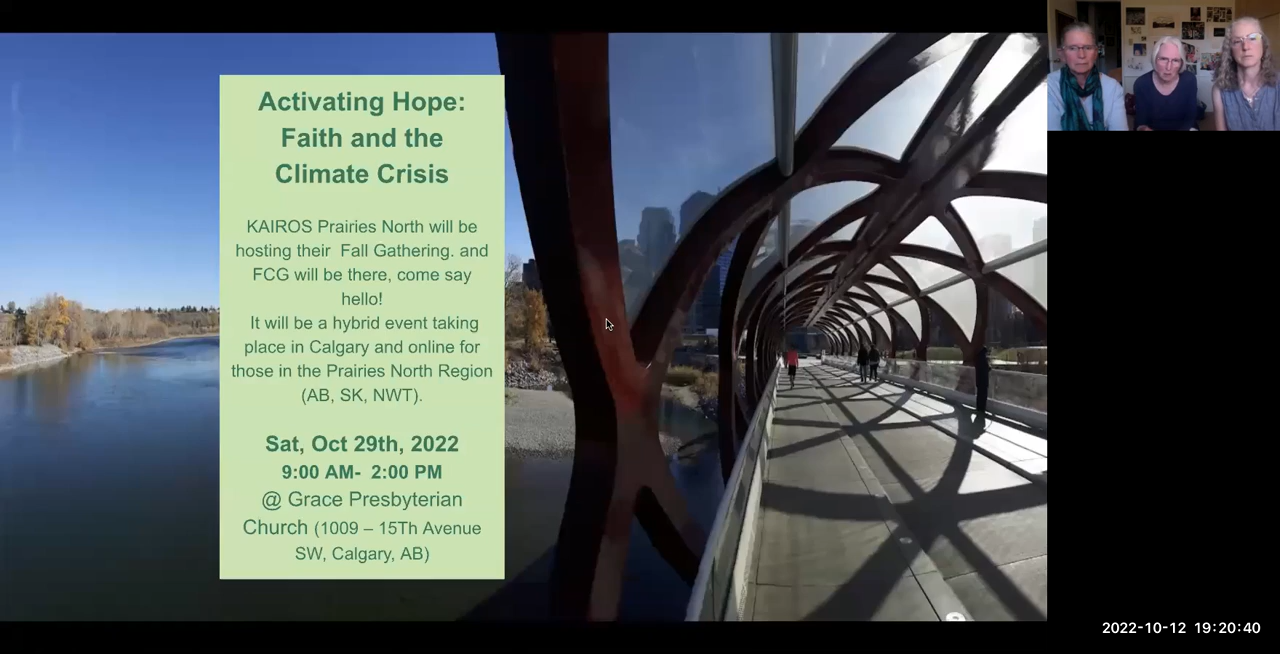 Activating Hope:
Faith and the
Climate Crisis
KAIROS Prairies North will be
hosting their  Fall Gathering. and
FCG will be there, come say
hello!
It will be a hybrid event taking
place in Calgary and online for
those in the Prairies North Region
(AB, SK, NWT).
Sat, Oct 29th, 2022
9:00 AM-  2:00 PM
@ Grace Presbyterian
Church (1009 – 15Th Avenue
SW, Calgary, AB)
2022-10-12 19:20:40